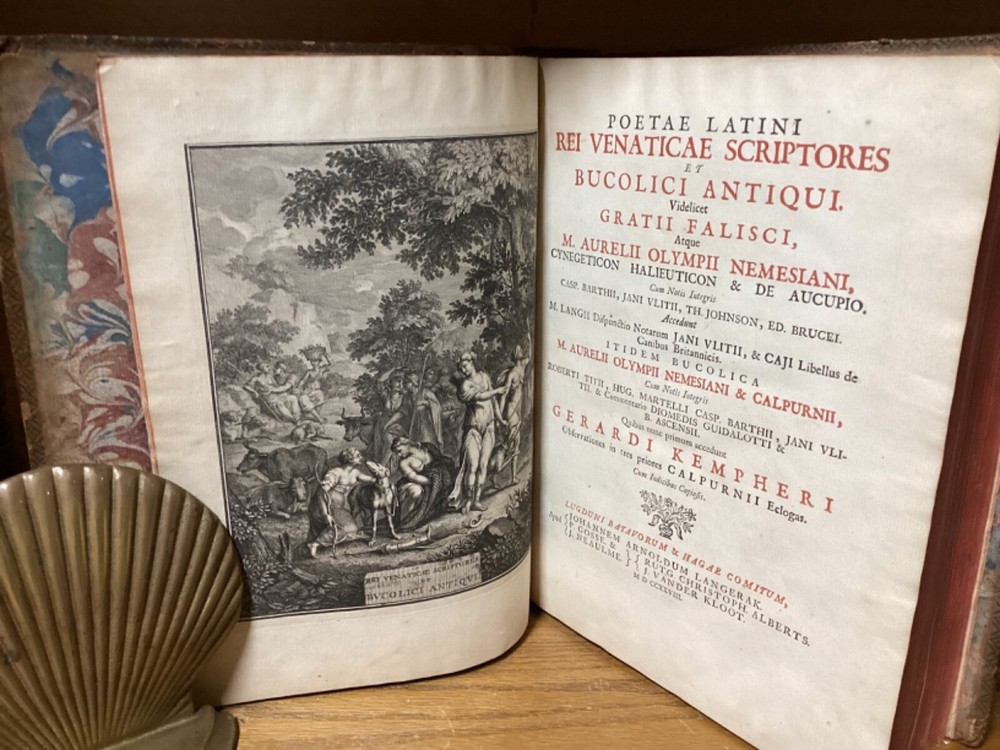 REI VENATICAE SCRIPTORES
ET
BUCOLICI ANTIQUI
POETAE LATINI
REI VENATICAE SCRIPTORES
ET
BUCOLICI ANTIQUI.
Videlicet
GRATII FALISCI,
Atque
M. AURELII OLYMPII NEMESIANI,
CYNEGETICON HALIEUTICON & DE AUCUPIO.
Cum Notis Integris
CASP. BARTHII, JANI VLITII, TH. JOHNSON, ED. BRUCEI.
Accedunt
M. LANGII Dispunctio Notarum JANI VLITII, & CAJI Libellus de
Canibus Britannicis.
ITIDEM BUCOLICA
M. AURELII OLYMPII NEMESIANI & CALPURNII,
Cum Notis Integris
ROBERTI TITII, HUG. MARTELLI CASP. BARTHII, JANI VLI-
TII. & Commentario DIOMEDIS GUIDALOTTI &
B. ASCENSII.
Quibus nunc primum accedunt
GERARDI KEMPHERI
Observationes in tres priores CALPURNII Eclogas.
Cum Indicibus Copiosis.
LUGDUNI BATAVORUM & HAGAE COMITUM,
Apud { JOHANNEM ARNOLDUM LANGERAK.
P. GOSSE. & } { RUTG. CHRISTOPH. ALBERTS.
J. NEAULME. } { J. VANDER KLOOT.
M D CCXXVIII.